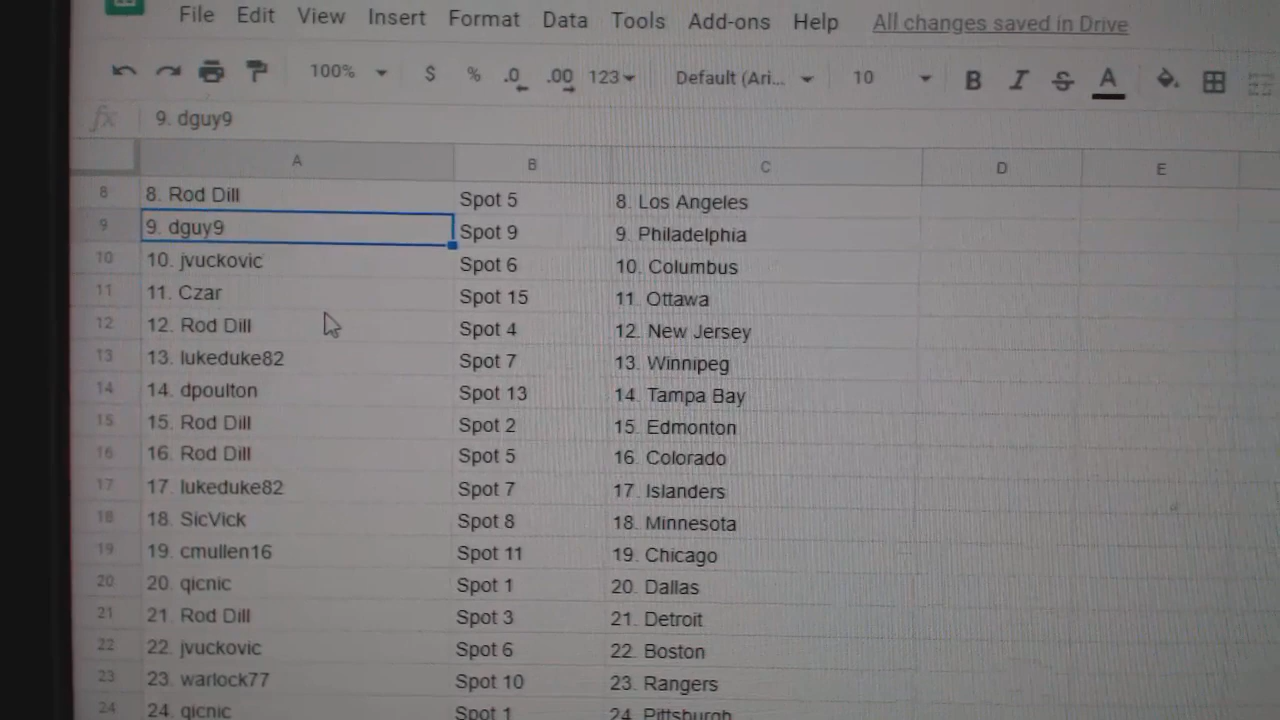 File Edit View Insert Format Data Tools Add-ons Help All changes saved in Drive
100% $ % .0 .00 123 Default (Ari... 10 B I S A
fx 9. dguy9
A B C D E
8 8. Rod Dill Spot 5 8. Los Angeles
9 9. dguy9 Spot 9 9. Philadelphia
10 10. jvuckovic Spot 6 10. Columbus
11 11. Czar Spot 15 11. Ottawa
12 12. Rod Dill Spot 4 12. New Jersey
13 13. lukeduke82 Spot 7 13. Winnipeg
14 14. dpoulton Spot 13 14. Tampa Bay
15 15. Rod Dill Spot 2 15. Edmonton
16 16. Rod Dill Spot 5 16. Colorado
17 17. lukeduke82 Spot 7 17. Islanders
18 18. SicVick Spot 8 18. Minnesota
19 19. cmullen16 Spot 11 19. Chicago
20 20. qicnic Spot 1 20. Dallas
21 21. Rod Dill Spot 3 21. Detroit
22 22. jvuckovic Spot 6 22. Boston
23 23. warlock77 Spot 10 23. Rangers
24 24. qicnic Spot 1 24. Pittsburgh